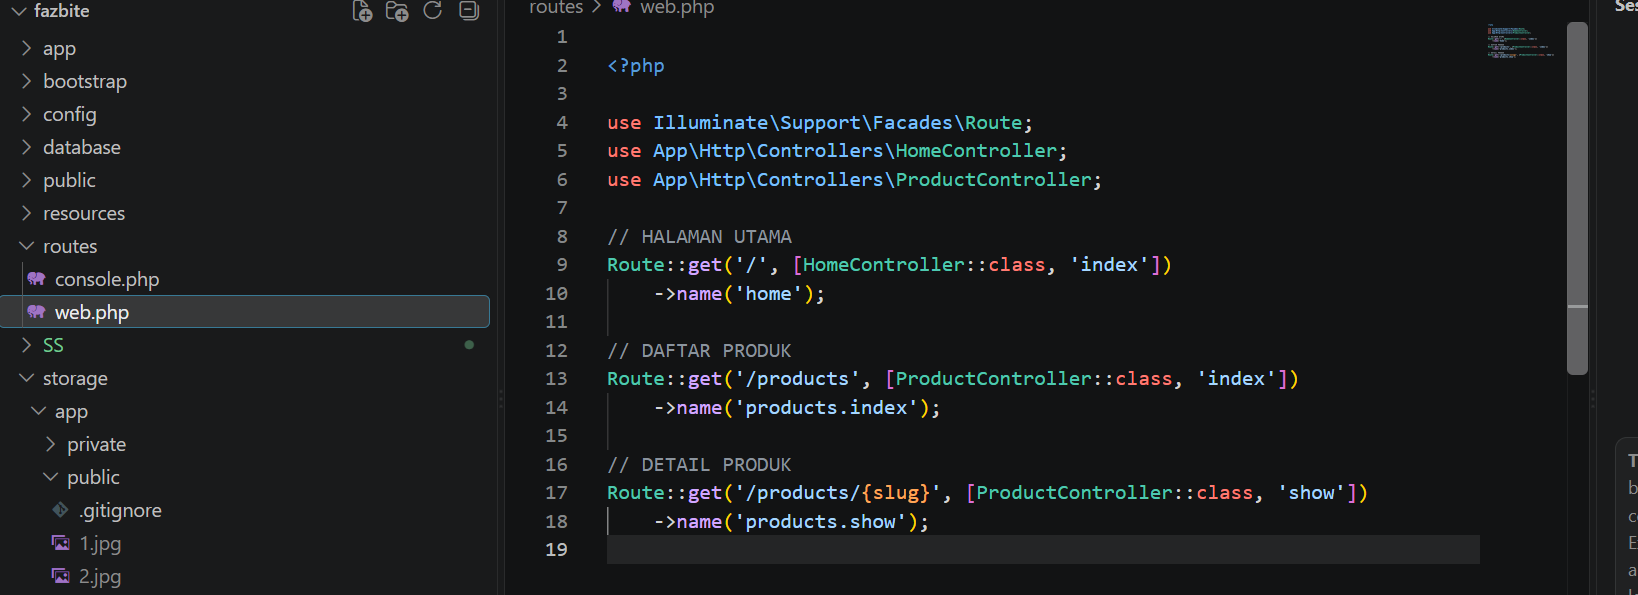 fazbite
app
bootstrap
config
database
public
resources
routes
console.php
web.php
SS
storage
app
private
public
.gitignore
1.jpg
2.jpg
routes > web.php
1
2 <?php
3
4 use Illuminate\Support\Facades\Route;
5 use App\Http\Controllers\HomeController;
6 use App\Http\Controllers\ProductController;
7
8 // HALAMAN UTAMA
9 Route::get('/', [HomeController::class, 'index'])
10     ->name('home');
11
12 // DAFTAR PRODUK
13 Route::get('/products', [ProductController::class, 'index'])
14     ->name('products.index');
15
16 // DETAIL PRODUK
17 Route::get('/products/{slug}', [ProductController::class, 'show'])
18     ->name('products.show');
19